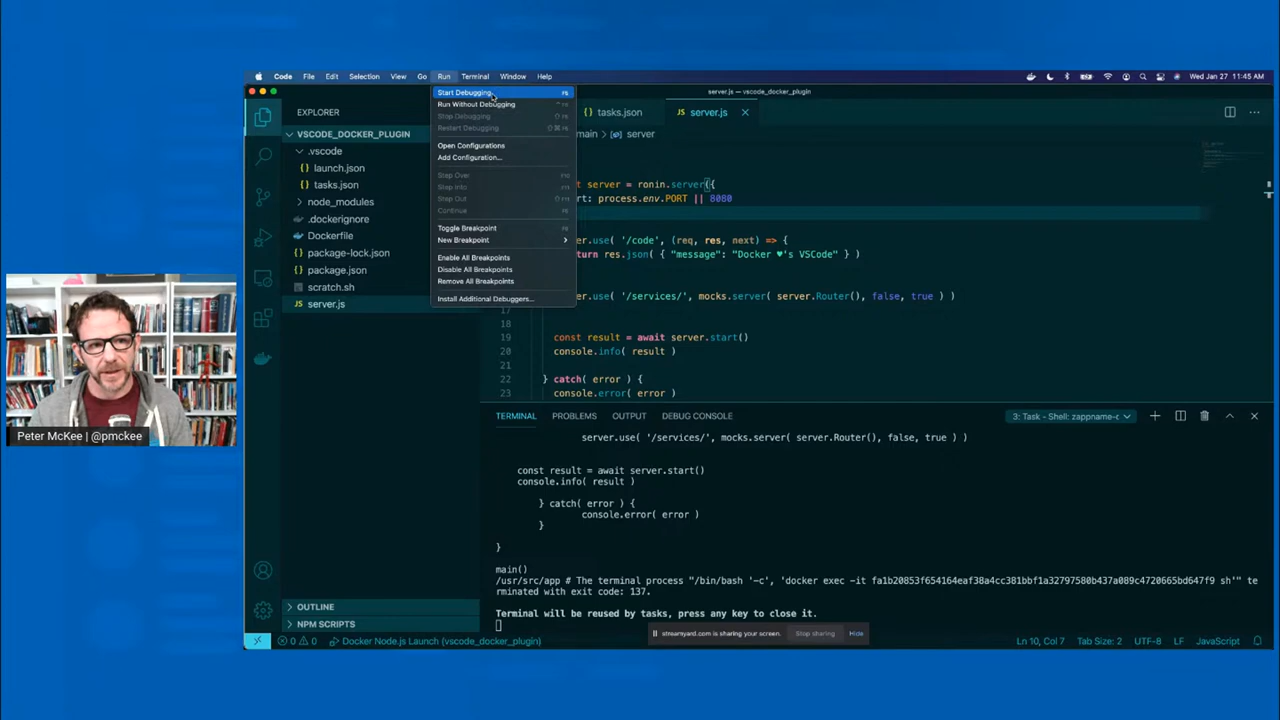 Code File Edit Selection View Go Run Terminal Window Help Wed Jan 27 11:45 AM
server.js — vscode_docker_plugin
Start Debugging F5
Run Without Debugging ^F5
Stop Debugging ⇧F5
Restart Debugging ⇧⌘F5
Open Configurations
Add Configuration...
Step Over
Step Into
Step Out
Continue F5
Toggle Breakpoint
New Breakpoint
Enable All Breakpoints
Disable All Breakpoints
Remove All Breakpoints
Install Additional Debuggers...
EXPLORER
VSCODE_DOCKER_PLUGIN
.vscode
{} launch.json
{} tasks.json
node_modules
.dockerignore
Dockerfile
{} package-lock.json
{} package.json
scratch.sh
JS server.js
OUTLINE
NPM SCRIPTS
{} tasks.json JS server.js
main server
t server = ronin.server({
rt: process.env.PORT || 8080
er.use( '/code', (req, res, next) => {
eturn res.json( { "message": "Docker ♥'s VSCode" } )
er.use( '/services/', mocks.server( server.Router(), false, true ) )
17
18
19 const result = await server.start()
20 console.info( result )
21
22 } catch( error ) {
23 console.error( error )
TERMINAL PROBLEMS OUTPUT DEBUG CONSOLE 3: Task - Shell: zappname-c
server.use( '/services/', mocks.server( server.Router(), false, true ) )
const result = await server.start()
console.info( result )
} catch( error ) {
console.error( error )
}
}
main()
/usr/src/app # The terminal process "/bin/bash '-c', 'docker exec -it fa1b20853f654164eaf38a4cc381bbf1a32797580b437a089c4720665bd647f9 sh'" te
rminated with exit code: 137.
Terminal will be reused by tasks, press any key to close it.
streamyard.com is sharing your screen. Stop sharing Hide
0 0 Docker Node.js Launch (vscode_docker_plugin) Ln 10, Col 7 Tab Size: 2 UTF-8 LF JavaScript
Peter McKee | @pmckee